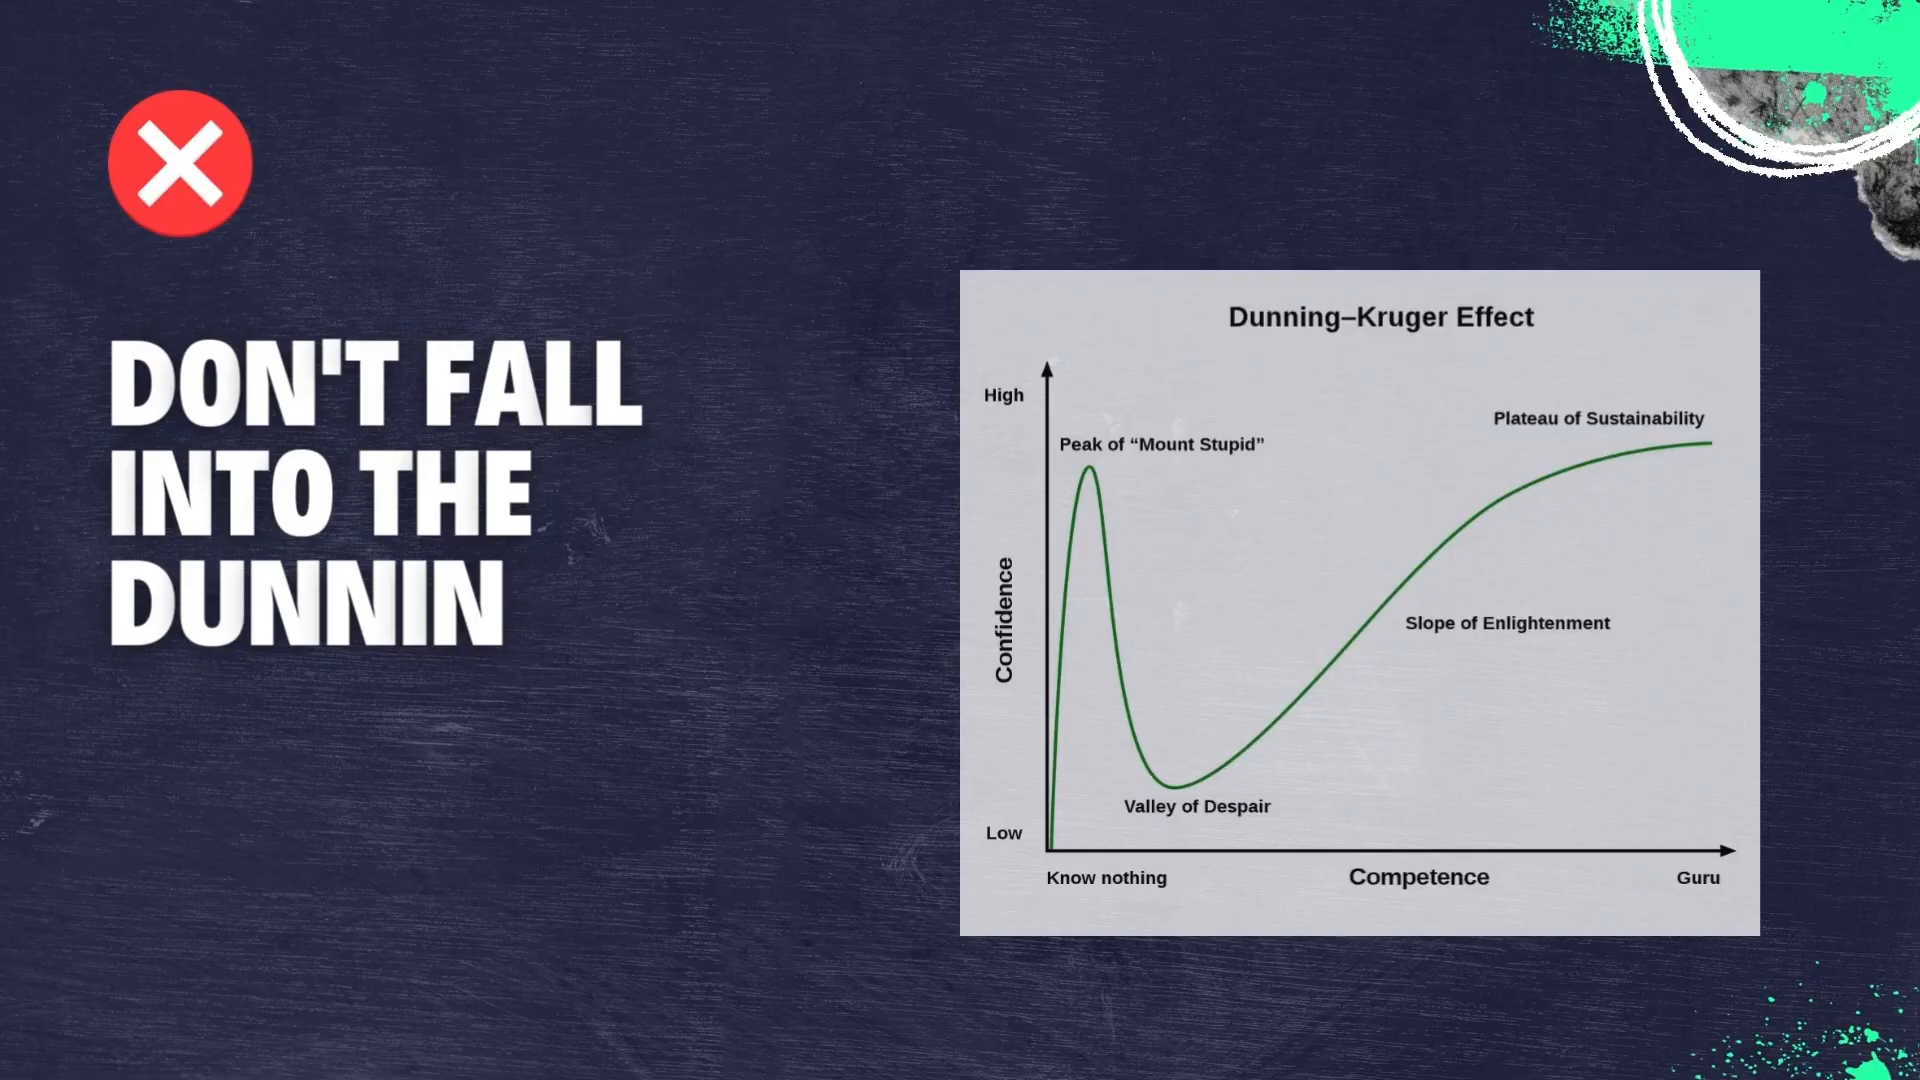 DON'T FALL
INTO THE
DUNNIN
Dunning–Kruger Effect
High
Plateau of Sustainability
Peak of “Mount Stupid”
Confidence
Slope of Enlightenment
Valley of Despair
Low
Know nothing
Competence
Guru